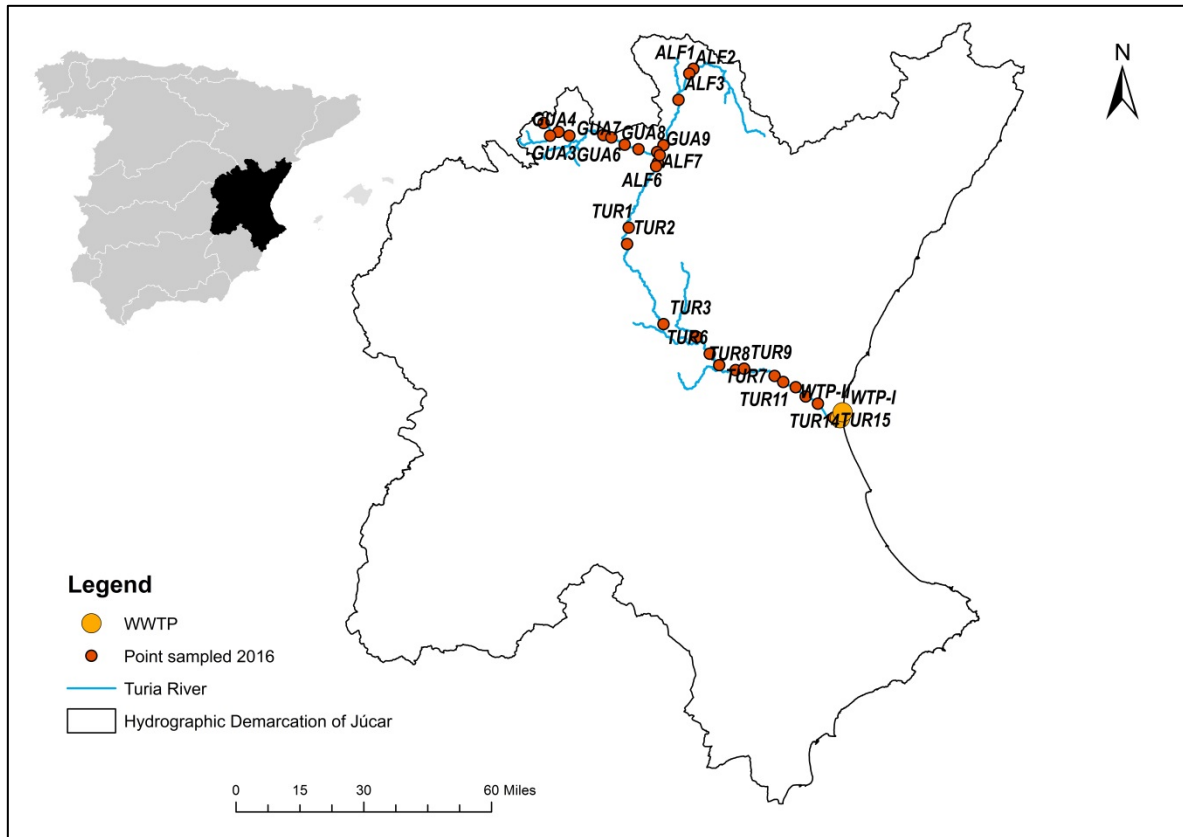 N
ALF1
ALF2
ALF3
GUA4
GUA7
GUA8
GUA9
GUA3
GUA6
ALF7
ALF6
TUR1
TUR2
TUR3
TUR6
TUR8
TUR9
TUR7
TUR11
WTP-II
WTP-I
TUR14
TUR15
Legend
WWTP
Point sampled 2016
Turia River
Hydrographic Demarcation of Júcar
0 15 30 60 Miles